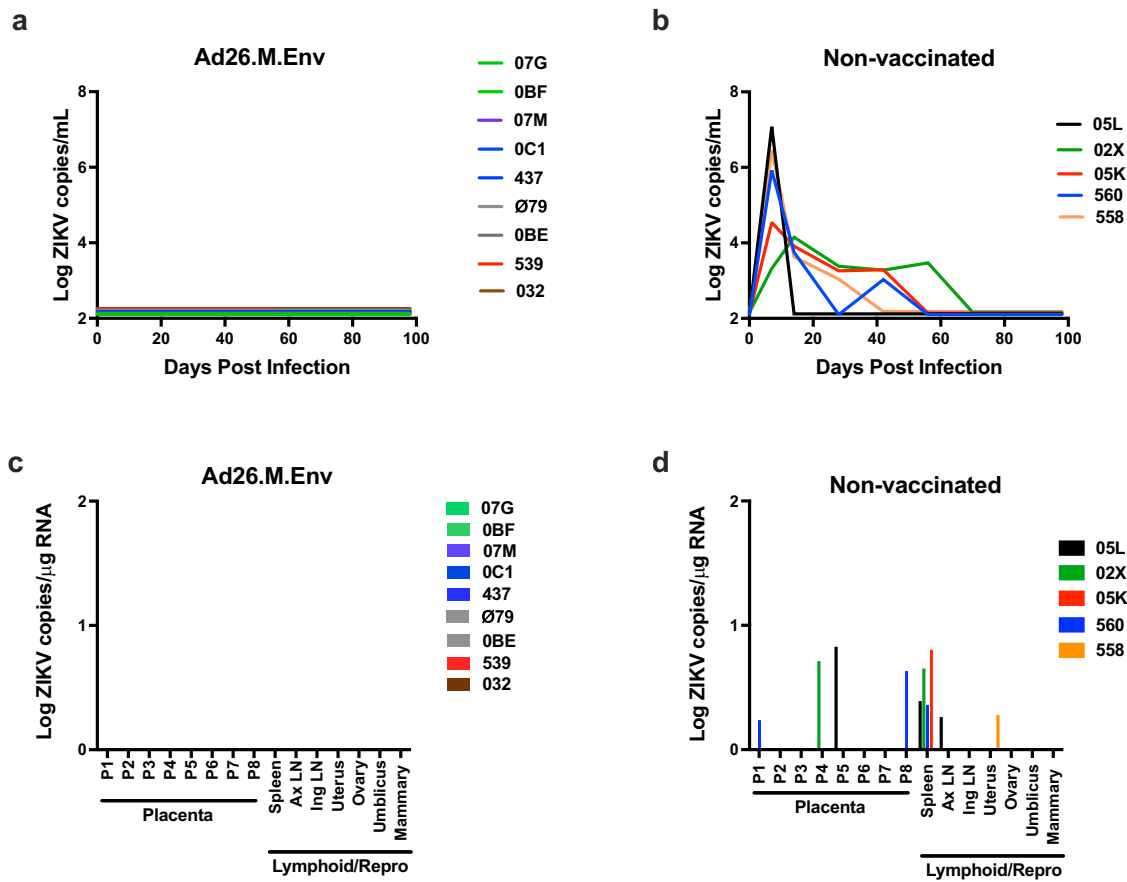 a
Ad26.M.Env
Log ZIKV copies/mL
8
6
4
2
0 20 40 60 80 100
Days Post Infection
07G
0BF
07M
0C1
437
Ø79
0BE
539
032
b
Non-vaccinated
Log ZIKV copies/mL
8
6
4
2
0 20 40 60 80 100
Days Post Infection
05L
02X
05K
560
558
c
Ad26.M.Env
Log ZIKV copies/µg RNA
2
1
0
P1 P2 P3 P4 P5 P6 P7 P8 Spleen Ax LN Ing LN Uterus Ovary Umblicus Mammary
Placenta
Lymphoid/Repro
07G
0BF
07M
0C1
437
Ø79
0BE
539
032
d
Non-vaccinated
Log ZIKV copies/µg RNA
2
1
0
P1 P2 P3 P4 P5 P6 P7 P8 Spleen Ax LN Ing LN Uterus Ovary Umblicus Mammary
Placenta
Lymphoid/Repro
05L
02X
05K
560
558